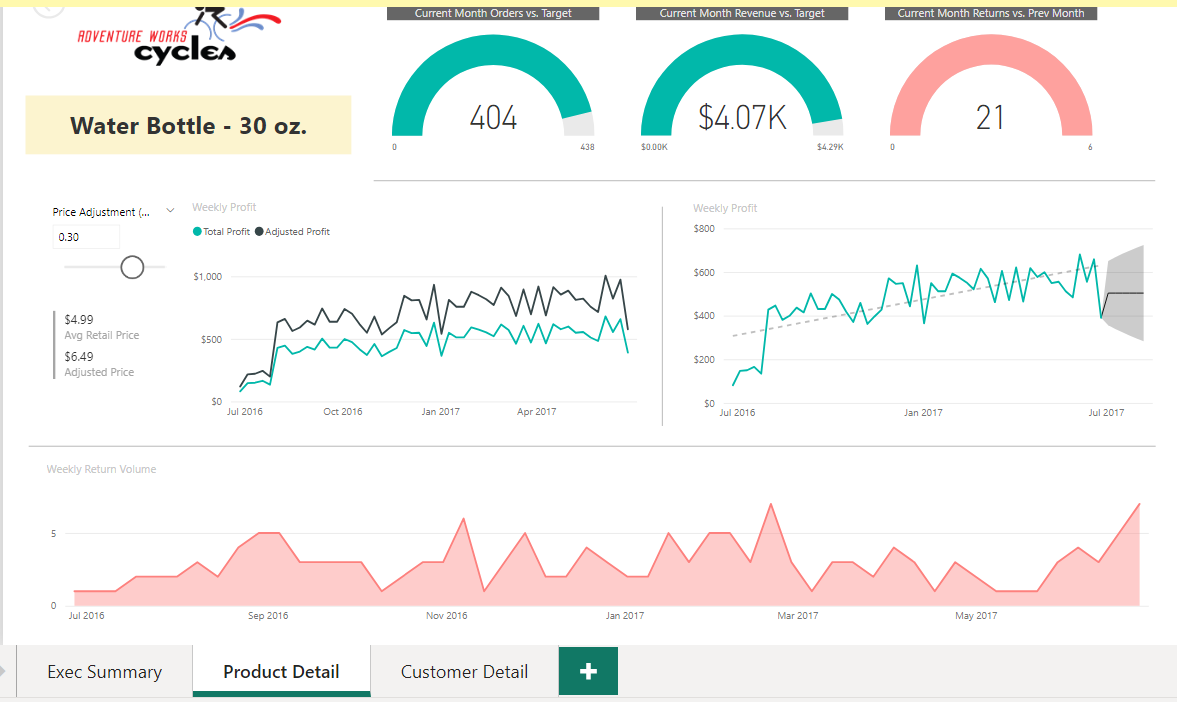 Current Month Orders vs. Target
Current Month Revenue vs. Target
Current Month Returns vs. Prev Month
ADVENTURE WORKS
cycles
404
0
438
$4.07K
$0.00K
$4.29K
21
0
6
Water Bottle - 30 oz.
Price Adjustment (...
0.30
$4.99
Avg Retail Price
$6.49
Adjusted Price
Weekly Profit
Total Profit
Adjusted Profit
$1,000
$500
$0
Jul 2016
Oct 2016
Jan 2017
Apr 2017
Weekly Profit
$800
$600
$400
$200
$0
Jul 2016
Jan 2017
Jul 2017
Weekly Return Volume
5
0
Jul 2016
Sep 2016
Nov 2016
Jan 2017
Mar 2017
May 2017
Exec Summary
Product Detail
Customer Detail
+